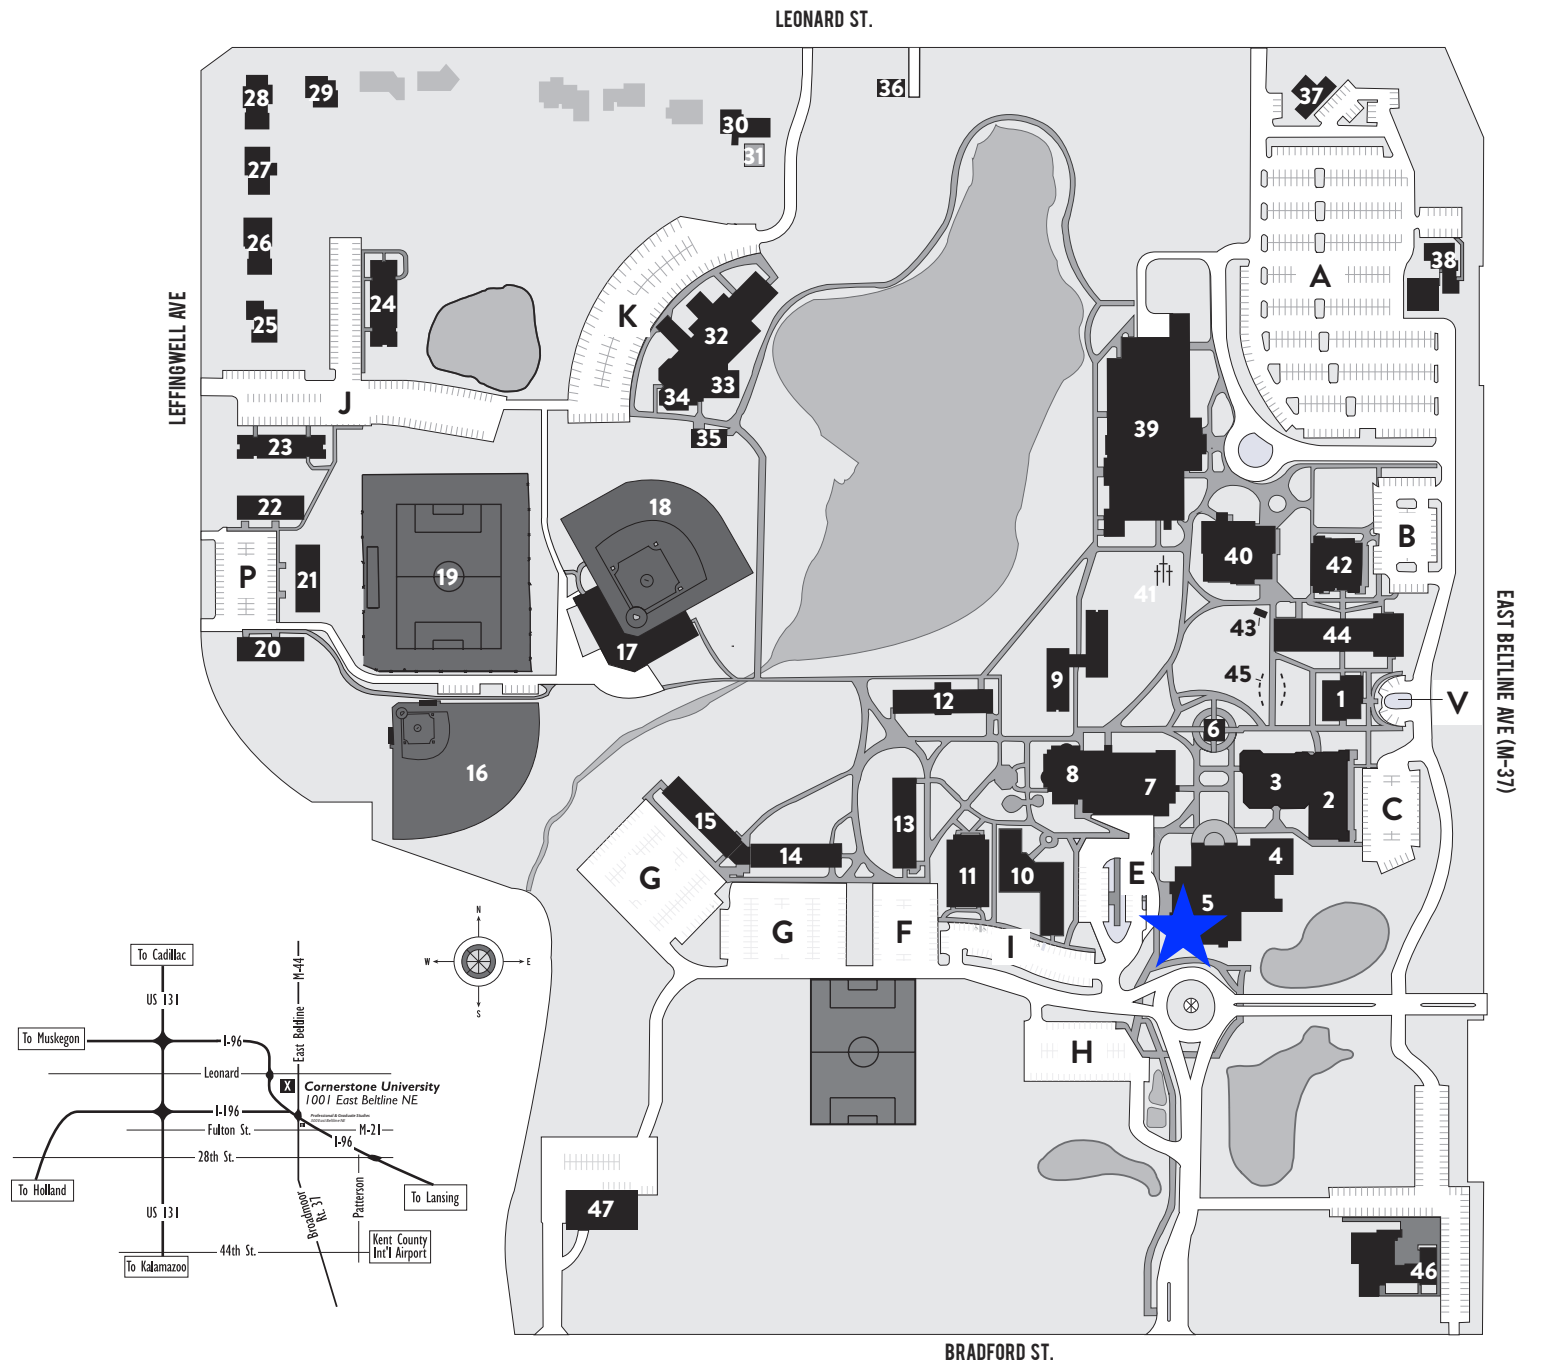 LEONARD ST.
36
37
28
29
30
31
27
26
38
A
25
24
K
32
33
34
LEFFINGWELL AVE
J
35
39
23
22
18
B
P
21
19
40
42
41
20
17
43
44
EAST BELTLINE AVE (M-37)
9
45
12
1
V
6
16
8
7
3
2
C
15
13
14
4
G
11
10
E
5
G
F
I
N
W
E
S
H
To Cadillac
US 131
M-44
East Beltline
To Muskegon
I-96
Leonard
X
Cornerstone University
1001 East Beltline NE
I-196
Professional & Graduate Studies
Fulton St.
M-21
I-96
28th St.
To Holland
US 131
Broadmoor
Rt. 37
Patterson
To Lansing
44th St.
Kent County
Int'l Airport
To Kalamazoo
47
46
BRADFORD ST.